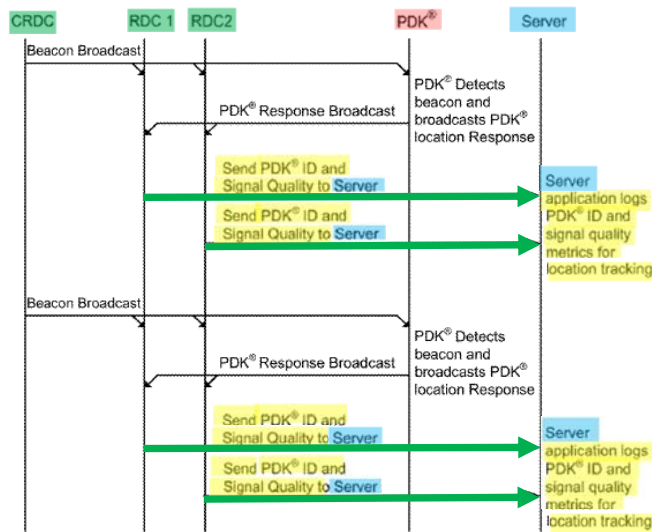 CRDC RDC 1 RDC2 PDK® Server
Beacon Broadcast
PDK® Detects
beacon and
broadcasts PDK®
location Response
PDK® Response Broadcast
Send PDK® ID and
Signal Quality to Server
Send PDK® ID and
Signal Quality to Server
Server
application logs
PDK® ID and
signal quality
metrics for
location tracking
Beacon Broadcast
PDK® Detects
beacon and
broadcasts PDK®
location Response
PDK® Response Broadcast
Send PDK® ID and
Signal Quality to Server
Send PDK® ID and
Signal Quality to Server
Server
application logs
PDK® ID and
signal quality
metrics for
location tracking